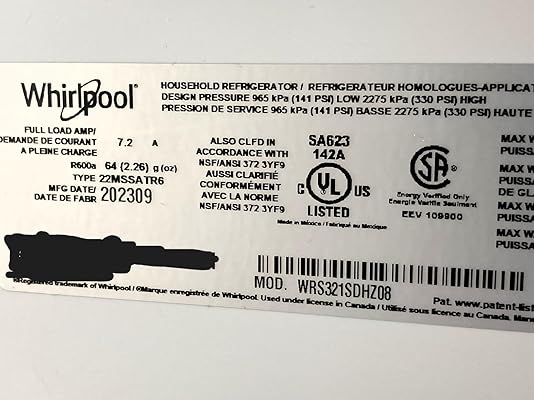 Whirlpool
HOUSEHOLD REFRIGERATOR / REFRIGERATEUR HOMOLOGUES-APPLICAT
DESIGN PRESSURE 965 kPa (141 PSI) LOW 2275 kPa (330 PSI) HIGH
PRESSION DE SERVICE 965 kPa (141 PSI) BASSE 2275 kPa (330 PSI) HAUTE
FULL LOAD AMP/
DEMANDE DE COURANT 7.2 A
A PLEINE CHARGE
R600a 64 (2.26) g (oz)
TYPE 22MSSATR6
MFG DATE/
DATE DE FABR 202309
ALSO CLFD IN
ACCORDANCE WITH
NSF/ANSI 372 3YF9
AUSSI CLARIFIÉ
CONFORMÉMENT
AVEC LA NORME
NSF/ANSI 372 3YF9
SA623
142A
C UL US
LISTED
Made in México / Fabriqué au Mexique
SA
Energy Verified Only
Energie Vérifié Seulment
EEV 109900
MAX W
PUISSA
MAX W
PUISSA
DE GLA
MAX W
PUISSA
MAX W
PUISSA
MOD. WRS321SDHZ08
®Registered trademark of Whirlpool / ®Marque enregistrée de Whirlpool. Used under license in Canada / Utilisé sous licence au Canada.
Pat. www.patent-list